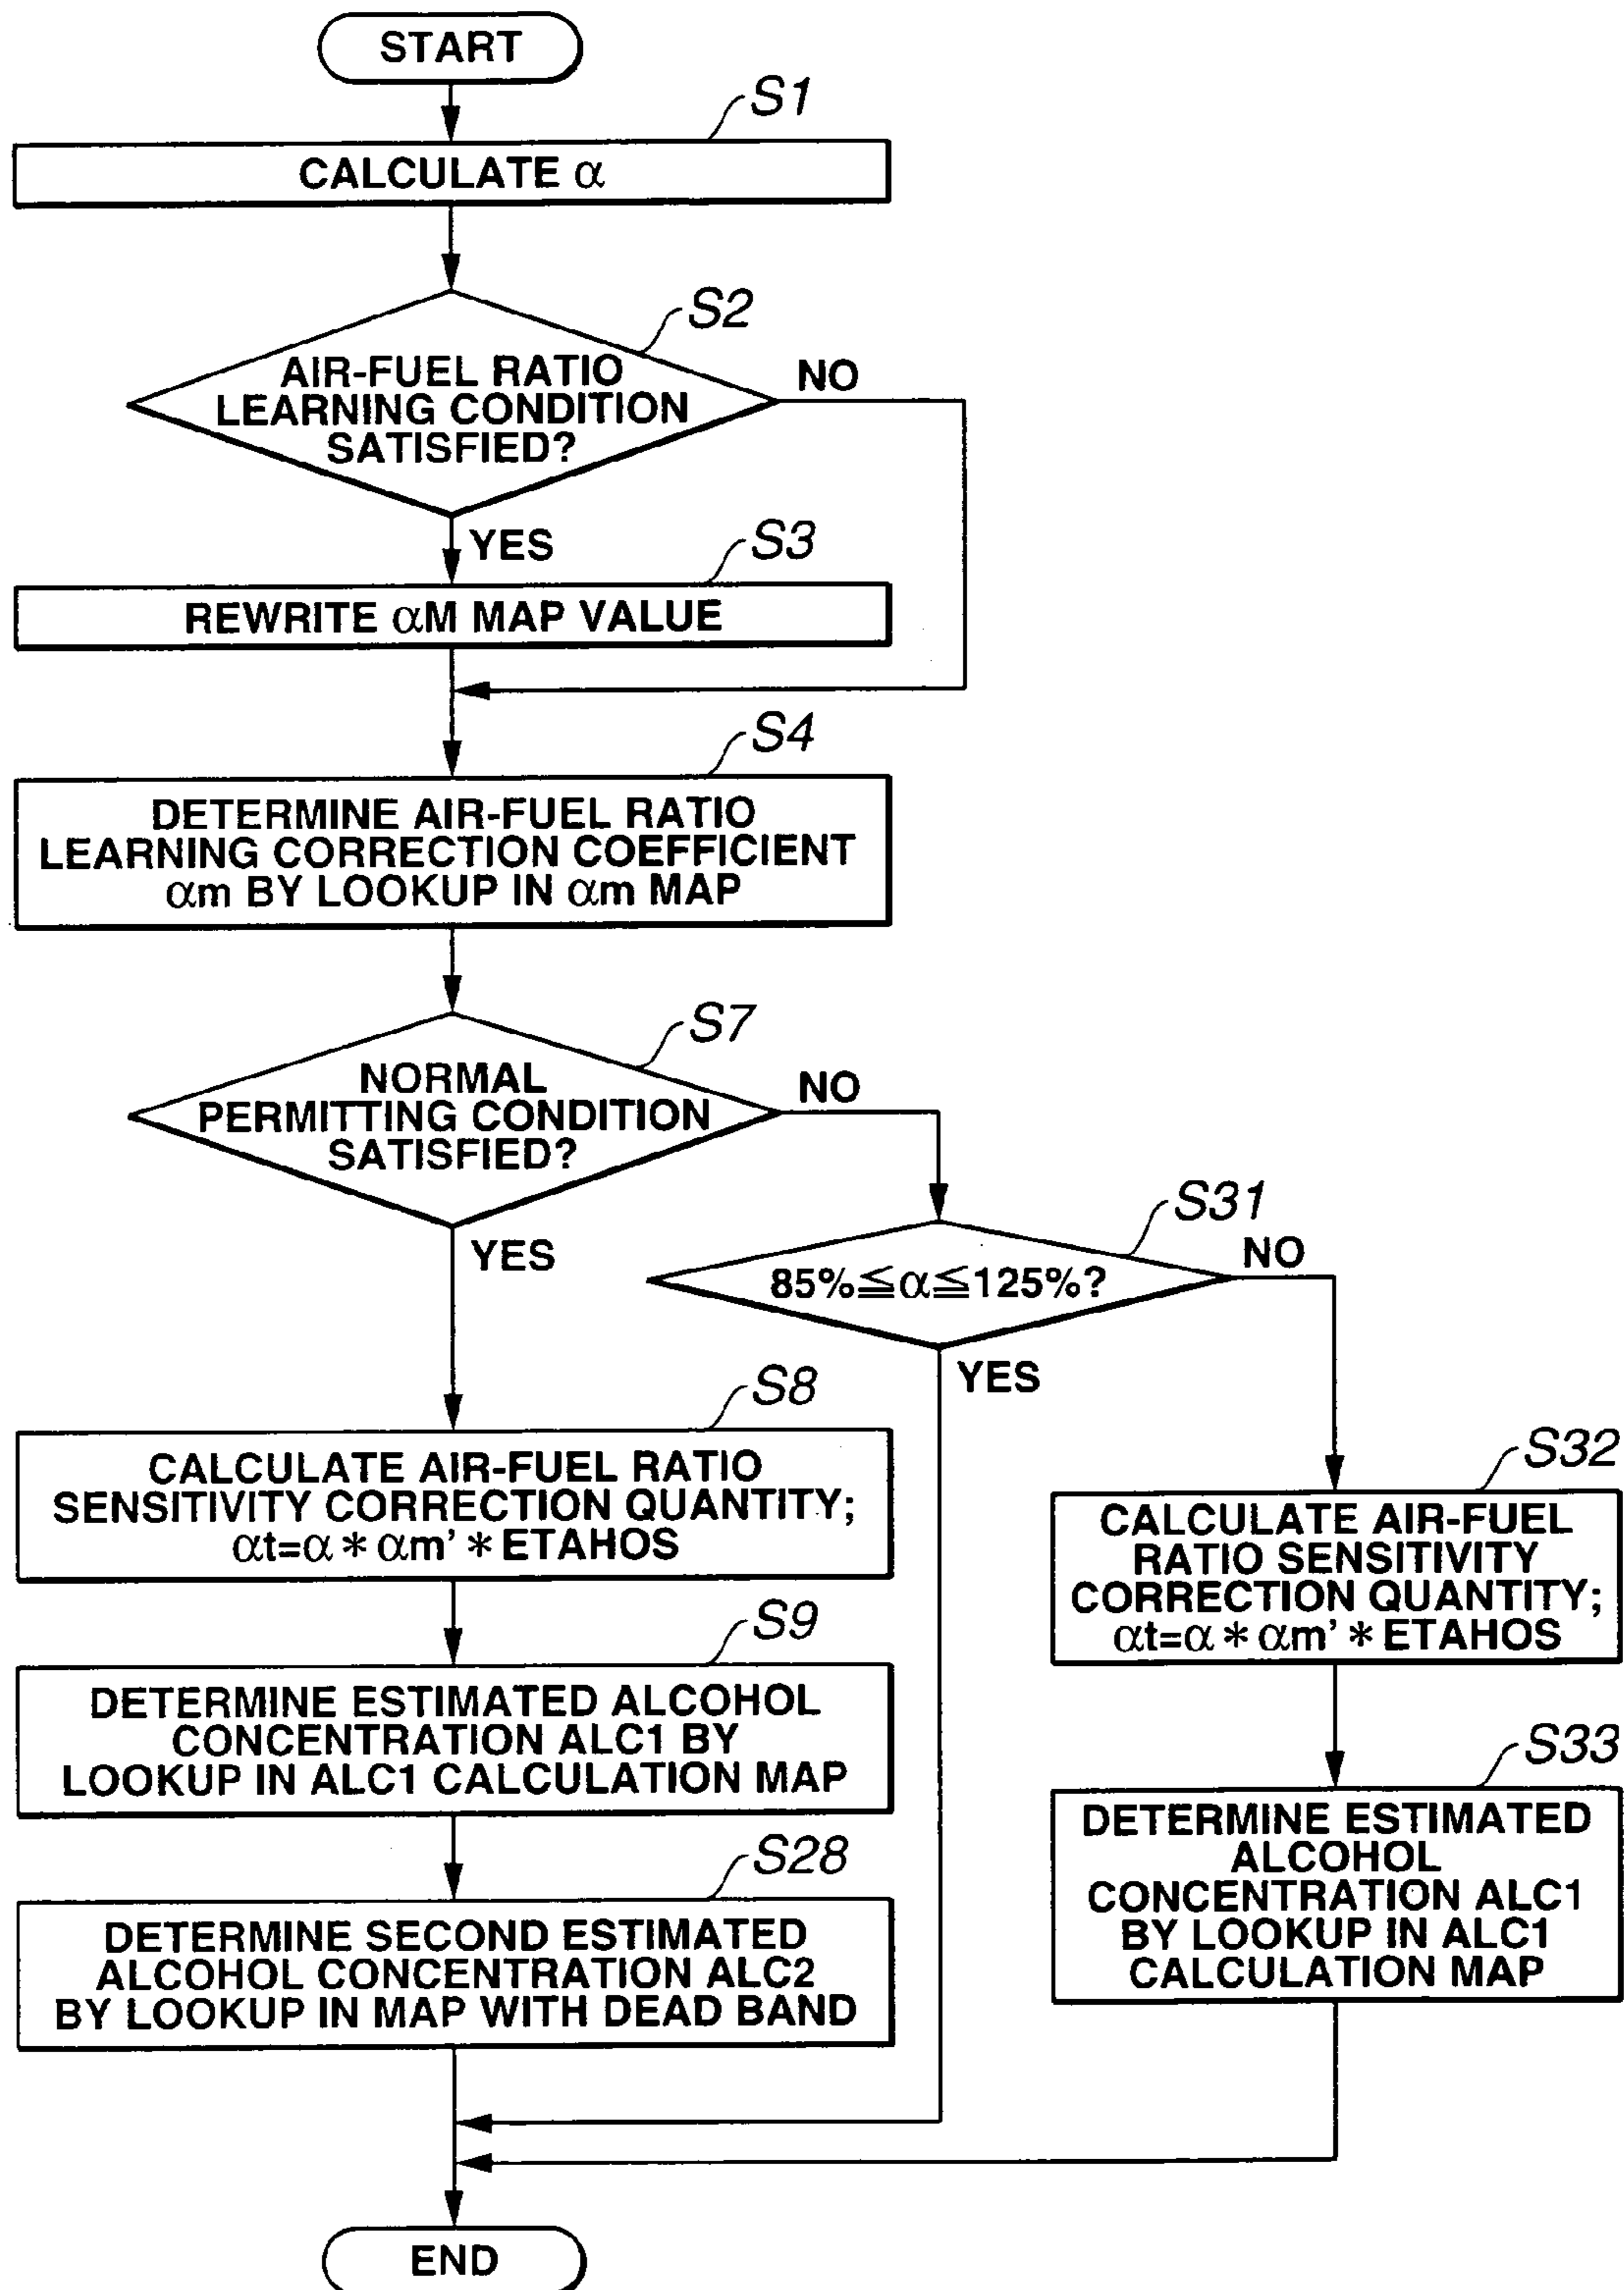 START
S1
CALCULATE α
S2
AIR-FUEL RATIO
LEARNING CONDITION
SATISFIED?
NO
YES
S3
REWRITE αM MAP VALUE
S4
DETERMINE AIR-FUEL RATIO
LEARNING CORRECTION COEFFICIENT
αm BY LOOKUP IN αm MAP
S7
NORMAL
PERMITTING CONDITION
SATISFIED?
NO
YES
S31
85%≦α≦125%?
NO
YES
S8
CALCULATE AIR-FUEL RATIO
SENSITIVITY CORRECTION QUANTITY;
αt=α * αm' * ETAHOS
S9
DETERMINE ESTIMATED ALCOHOL
CONCENTRATION ALC1 BY
LOOKUP IN ALC1 CALCULATION MAP
S28
DETERMINE SECOND ESTIMATED
ALCOHOL CONCENTRATION ALC2
BY LOOKUP IN MAP WITH DEAD BAND
S32
CALCULATE AIR-FUEL
RATIO SENSITIVITY
CORRECTION QUANTITY;
αt=α * αm' * ETAHOS
S33
DETERMINE ESTIMATED
ALCOHOL
CONCENTRATION ALC1
BY LOOKUP IN ALC1
CALCULATION MAP
END